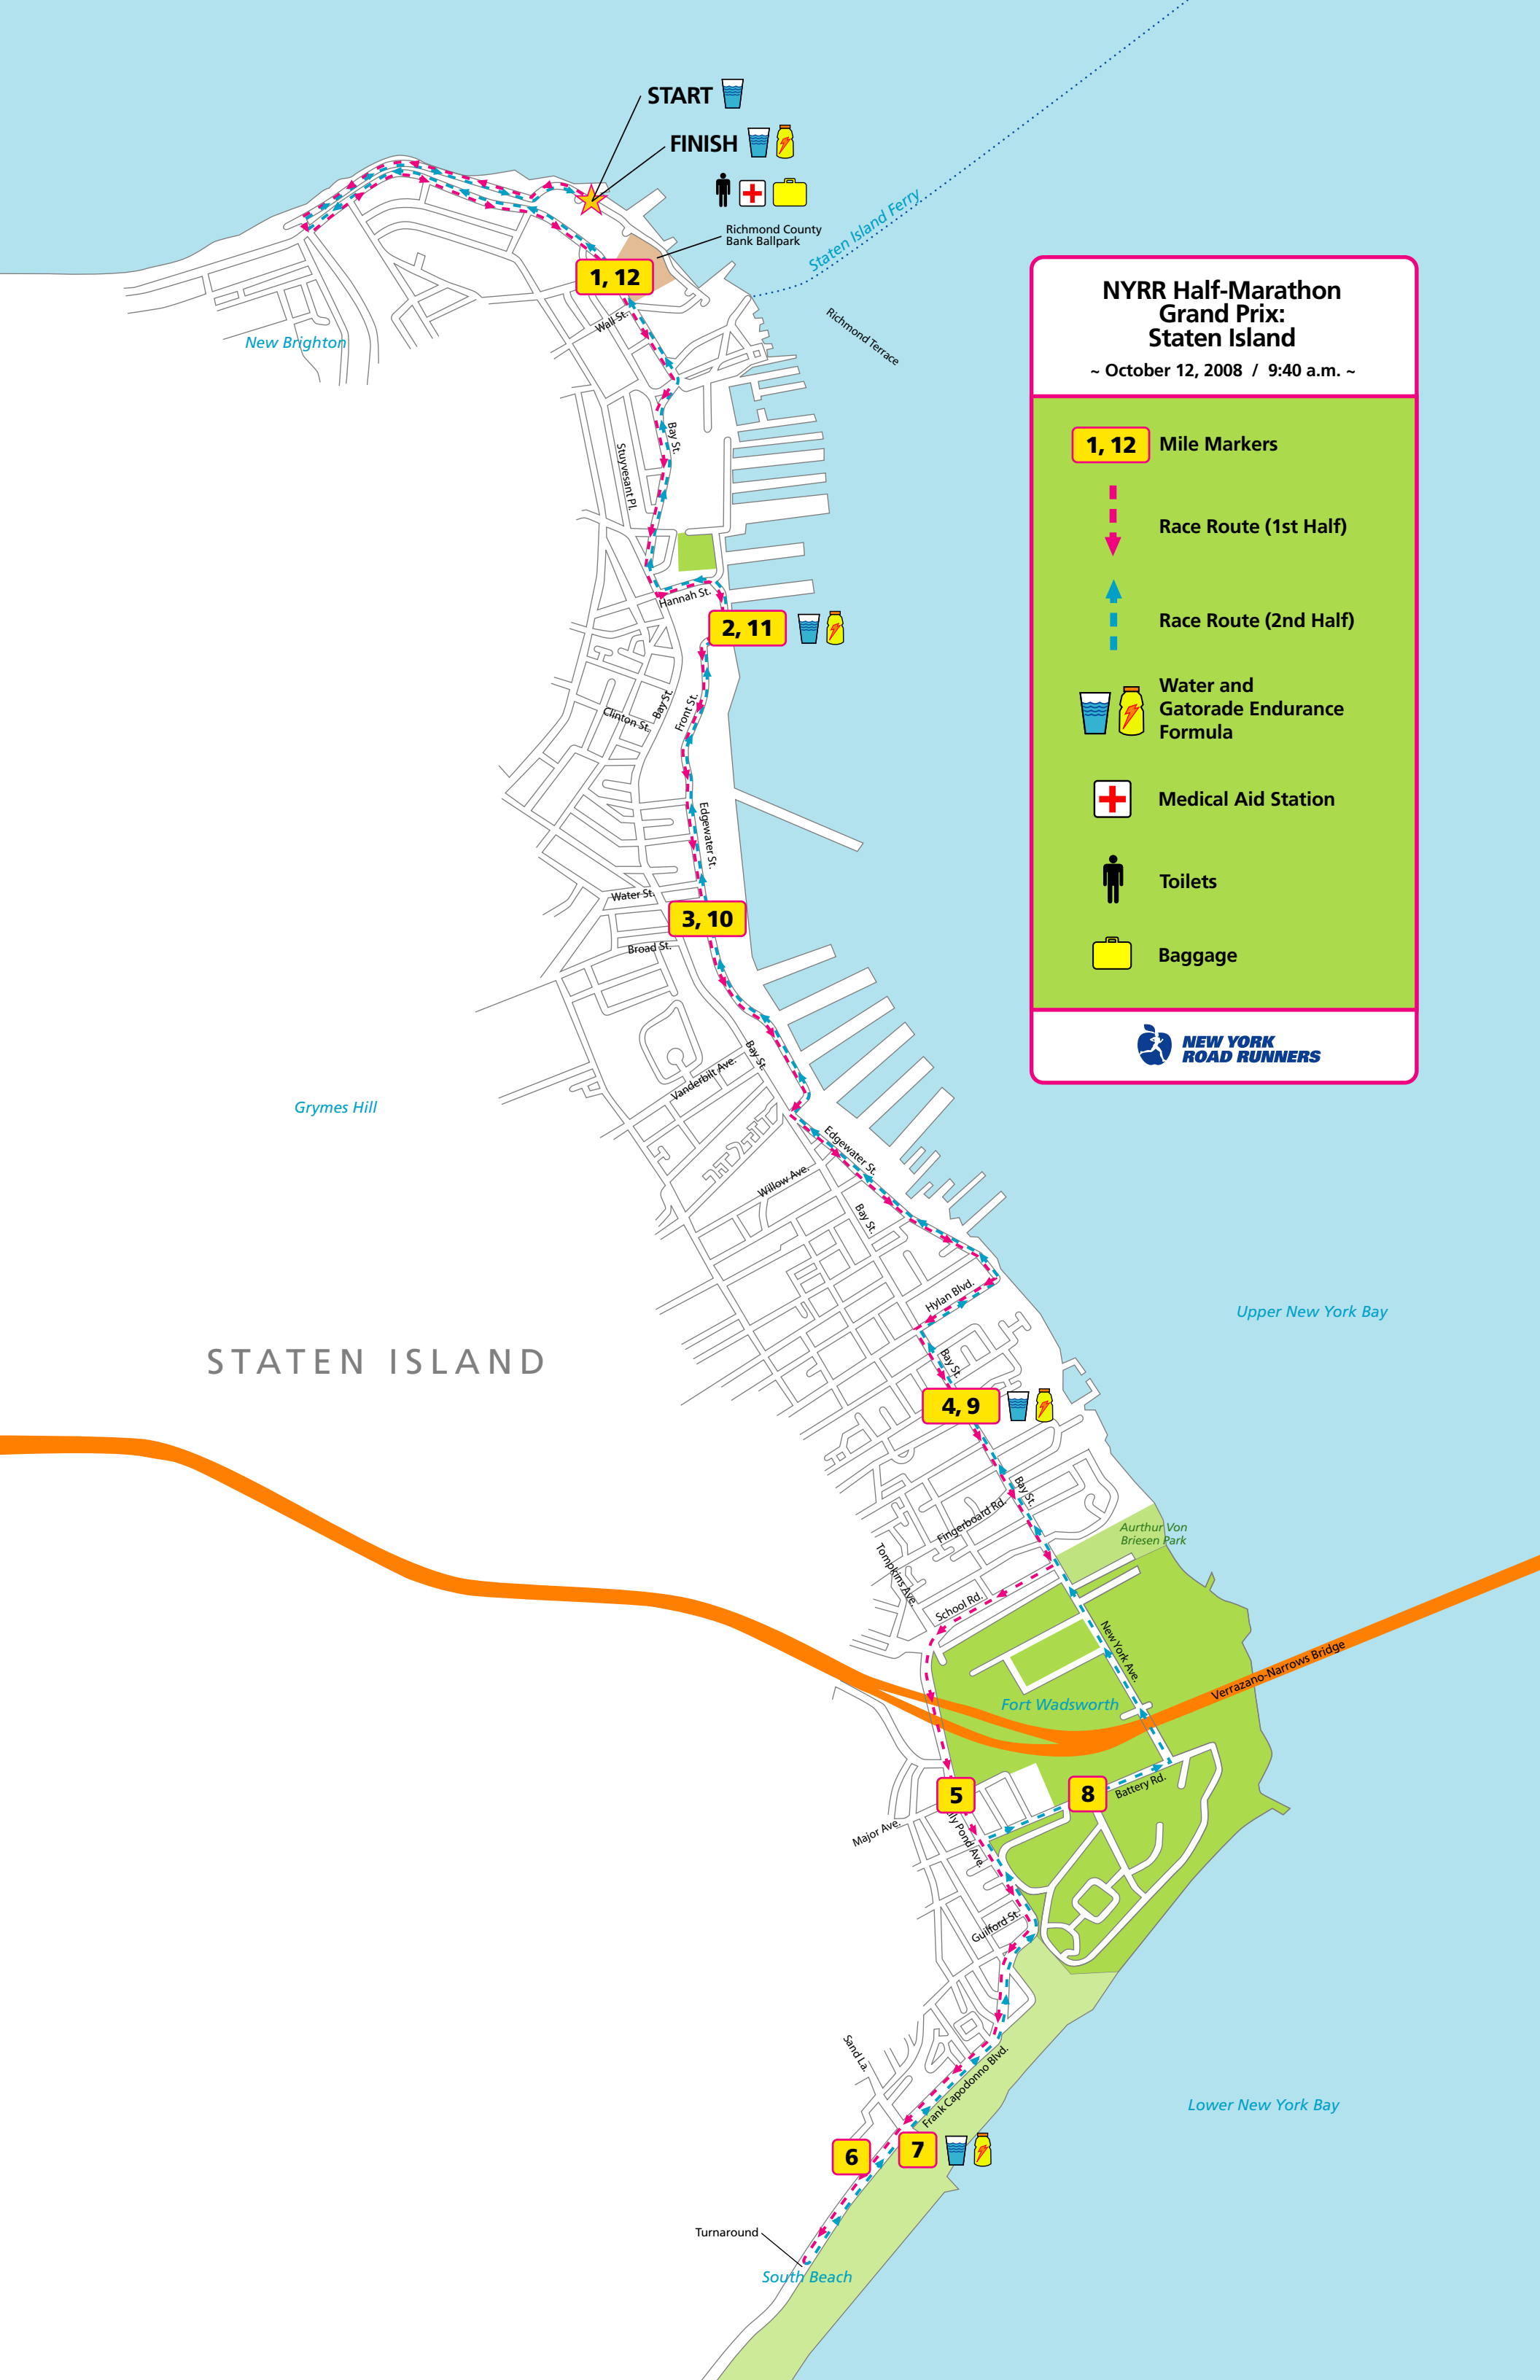 START
FINISH
Richmond County
Bank Ballpark
Staten Island Ferry
1, 12
Wall St.
Richmond Terrace
New Brighton
NYRR Half-Marathon
Grand Prix:
Staten Island
~ October 12, 2008 / 9:40 a.m. ~
1, 12 Mile Markers
Race Route (1st Half)
Race Route (2nd Half)
Water and
Gatorade Endurance
Formula
Medical Aid Station
Toilets
Baggage
NEW YORK
ROAD RUNNERS
Bay St.
Stuyvesant Pl.
Hannah St.
2, 11
Bay St.
Front St.
Clinton St.
Edgewater St.
Water St.
3, 10
Broad St.
Bay St.
Vanderbilt Ave.
Grymes Hill
Edgewater St.
Willow Ave.
Bay St.
Hylan Blvd.
Upper New York Bay
STATEN ISLAND
Bay St.
4, 9
Bay St.
Fingerboard Rd.
Aurthur Von
Briesen Park
Tompkins Ave.
School Rd.
New York Ave.
Verrazano-Narrows Bridge
Fort Wadsworth
5
8
Battery Rd.
Major Ave.
lly Pond Ave.
Guilford St.
Sand La.
Frank Capodonno Blvd.
Lower New York Bay
6
7
Turnaround
South Beach